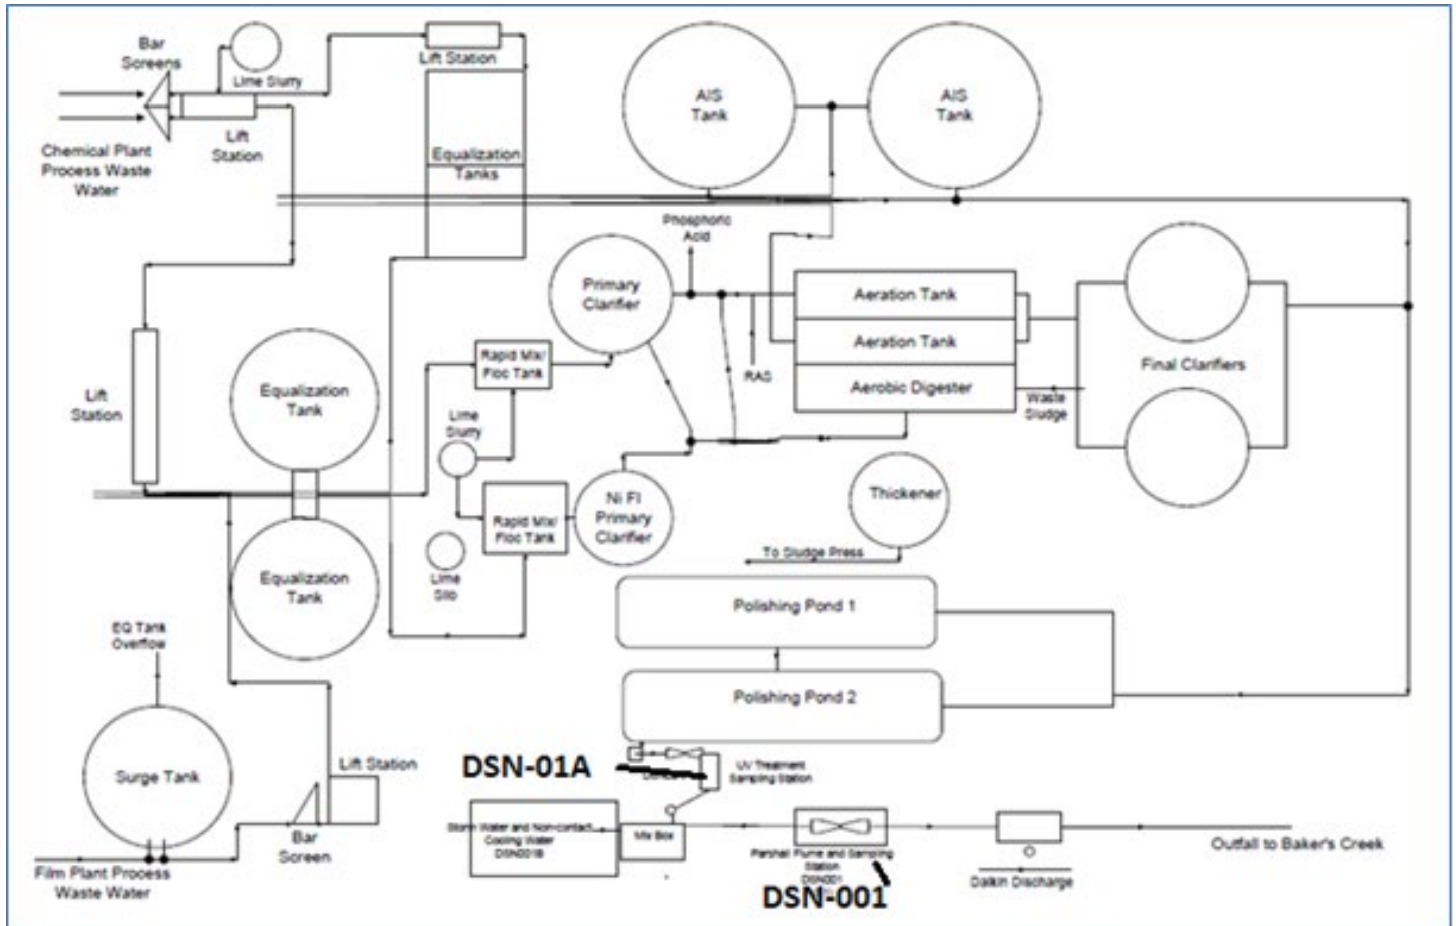 Bar
Screens
Lime Slurry
Lift Station
AIS
Tank
AIS
Tank
Chemical Plant
Process Waste
Water
Lift
Station
Equalization
Tanks
Phosphoric
Acid
Primary
Clarifier
Aeration Tank
Aeration Tank
Aerobic Digester
RAS
Waste
Sludge
Final Clarifiers
Rapid Mix/
Floc Tank
Lift
Station
Equalization
Tank
Lime
Slurry
Rapid Mix/
Floc Tank
Ni Fl
Primary
Clarifier
Thickener
To Sludge Press
Lime
Silo
Equalization
Tank
Polishing Pond 1
EQ Tank
Overflow
Polishing Pond 2
Surge Tank
Lift Station
DSN-01A
UV Treatment
Sampling Station
Bar
Screen
Storm Water and Non-contact
Cooling Water
DSN001B
Mix Box
Parshall Flume and Sampling
Station
DSN001
DSN-001
Outfall to Baker's Creek
Daikin Discharge
Film Plant Process
Waste Water